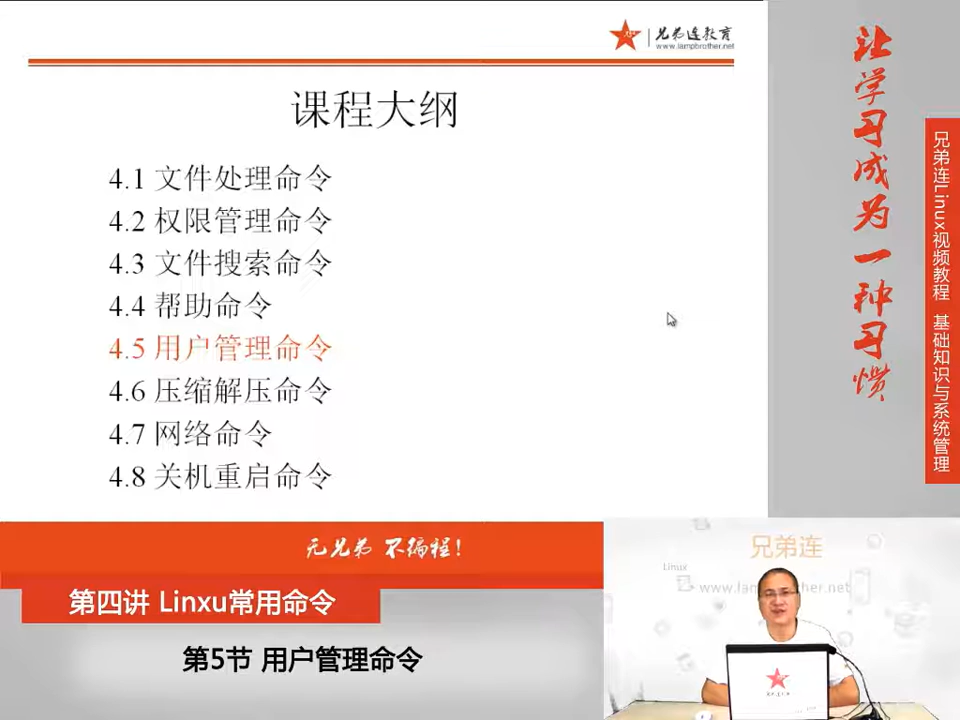 兄弟连教育
www.lampbrother.net
课程大纲
4.1 文件处理命令
4.2 权限管理命令
4.3 文件搜索命令
4.4 帮助命令
4.5 用户管理命令
4.6 压缩解压命令
4.7 网络命令
4.8 关机重启命令
让学习成为一种习惯
兄弟连Linux视频教程 基础知识与系统管理
无兄弟 不编程!
第四讲 Linxu常用命令
第5节 用户管理命令
兄弟连
Linux